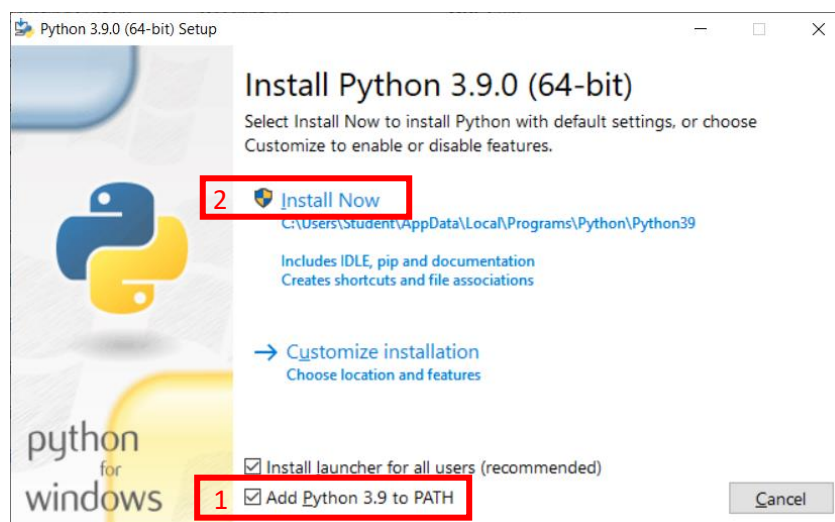 Python 3.9.0 (64-bit) Setup
Install Python 3.9.0 (64-bit)
Select Install Now to install Python with default settings, or choose
Customize to enable or disable features.
2 Install Now
C:\Users\Student\AppData\Local\Programs\Python\Python39
Includes IDLE, pip and documentation
Creates shortcuts and file associations
Customize installation
Choose location and features
python
for
windows
Install launcher for all users (recommended)
1 Add Python 3.9 to PATH
Cancel